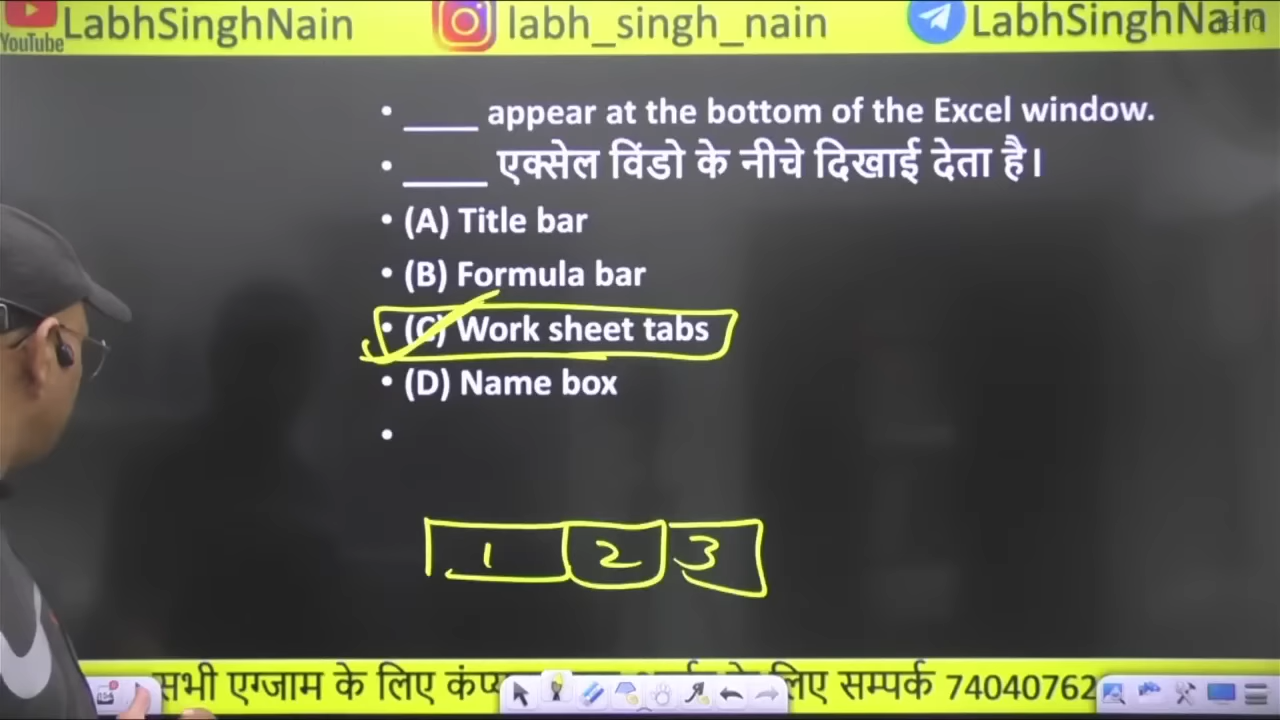 YouTube LabhSinghNain labh_singh_nain LabhSinghNain
• ____ appear at the bottom of the Excel window.
• _____ एक्सेल विंडो के नीचे दिखाई देता है।
• (A) Title bar
• (B) Formula bar
• (C) Work sheet tabs
• (D) Name box
•
1 2 3
सभी एग्जाम के लिए लिए सम्पर्क 74040762